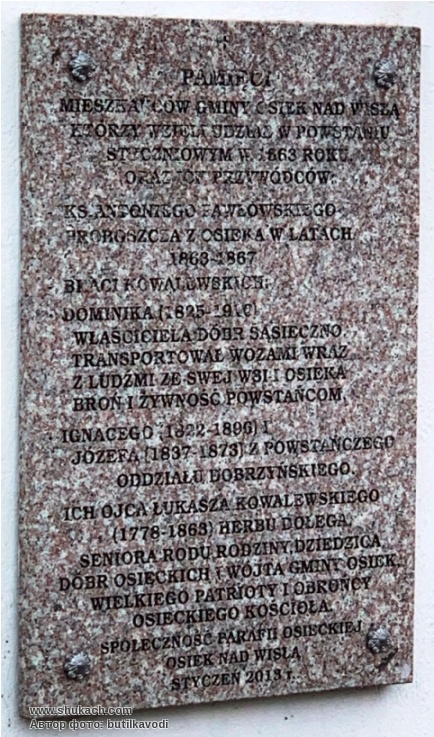 PAMIĘCI
MIESZKAŃCÓW GMINY OSIEK NAD WISŁĄ
KTÓRZY WZIĘLI UDZIAŁ W POWSTANIU
STYCZNIOWYM W 1863 ROKU,
ORAZ ICH PRZYWÓDCÓW:
KS. ANTONIEGO PAWŁOWSKIEGO
PROBOSZCZA Z OSIEKA W LATACH
1863-1867
BRACI KOWALEWSKICH:
DOMINIKA (1825-1910)
WŁAŚCICIELA DÓBR SĄSIECZNO,
TRANSPORTOWAŁ WOZAMI WRAZ
Z LUDŹMI ZE SWEJ WSI I OSIEKA
BROŃ I ŻYWNOŚĆ POWSTAŃCOM,
IGNACEGO (1822-1896) I
JÓZEFA (1837-1873) Z POWSTAŃCZEGO
ODDZIAŁU DOBRZYŃSKIEGO.
ICH OJCA ŁUKASZA KOWALEWSKIEGO
(1778-1863) HERBU DOŁĘGA,
SENIORA RODU RODZINY, DZIEDZICA
DÓBR OSIECKICH I WÓJTA GMINY OSIEK,
WIELKIEGO PATRIOTY I OBROŃCY
OSIECKIEGO KOŚCIOŁA.
SPOŁECZNOŚĆ PARAFII OSIECKIEJ
OSIEK NAD WISŁĄ
STYCZEŃ 2013 r.
www.shukach.com
Автор фото: butilkavodi